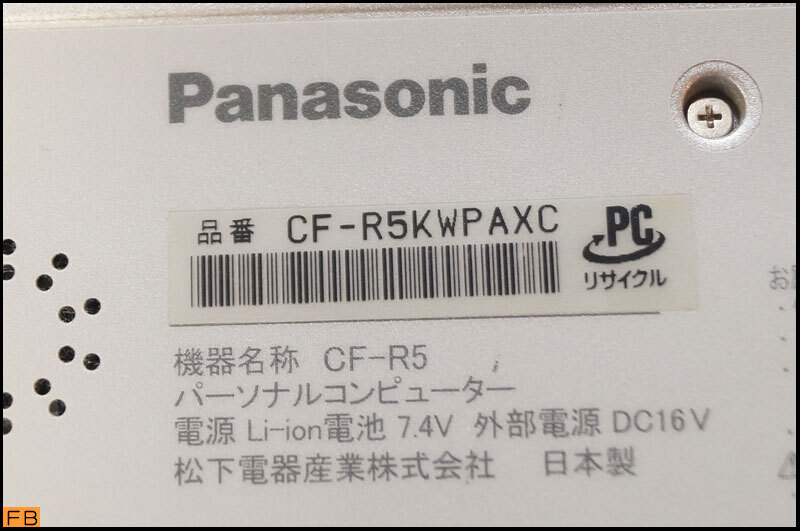 Panasonic
品番 CF-R5KWPAXC
PC
リサイクル
お
機器名称 CF-R5
パーソナルコンピューター
電源 Li-ion電池 7.4V 外部電源 DC16V
松下電器産業株式会社 日本製
FB